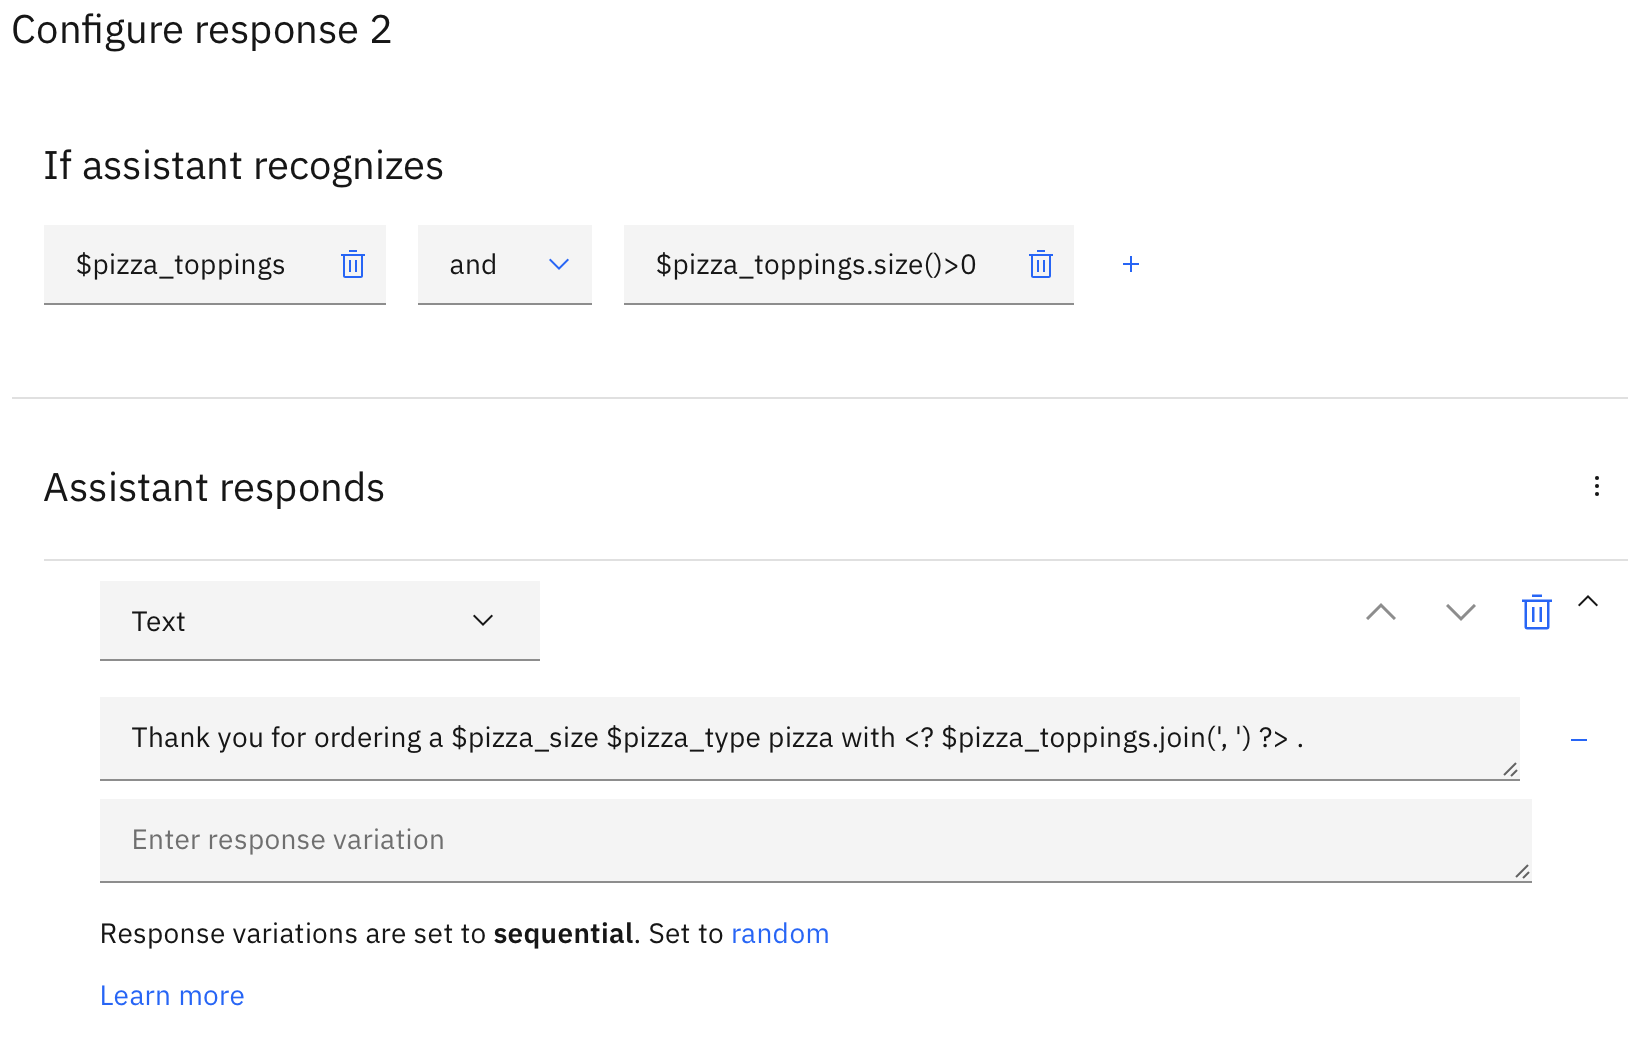 Configure response 2
If assistant recognizes
$pizza_toppings and $pizza_toppings.size()>0
Assistant responds
Text
Thank you for ordering a $pizza_size $pizza_type pizza with <? $pizza_toppings.join(', ') ?> .
Enter response variation
Response variations are set to sequential. Set to random
Learn more